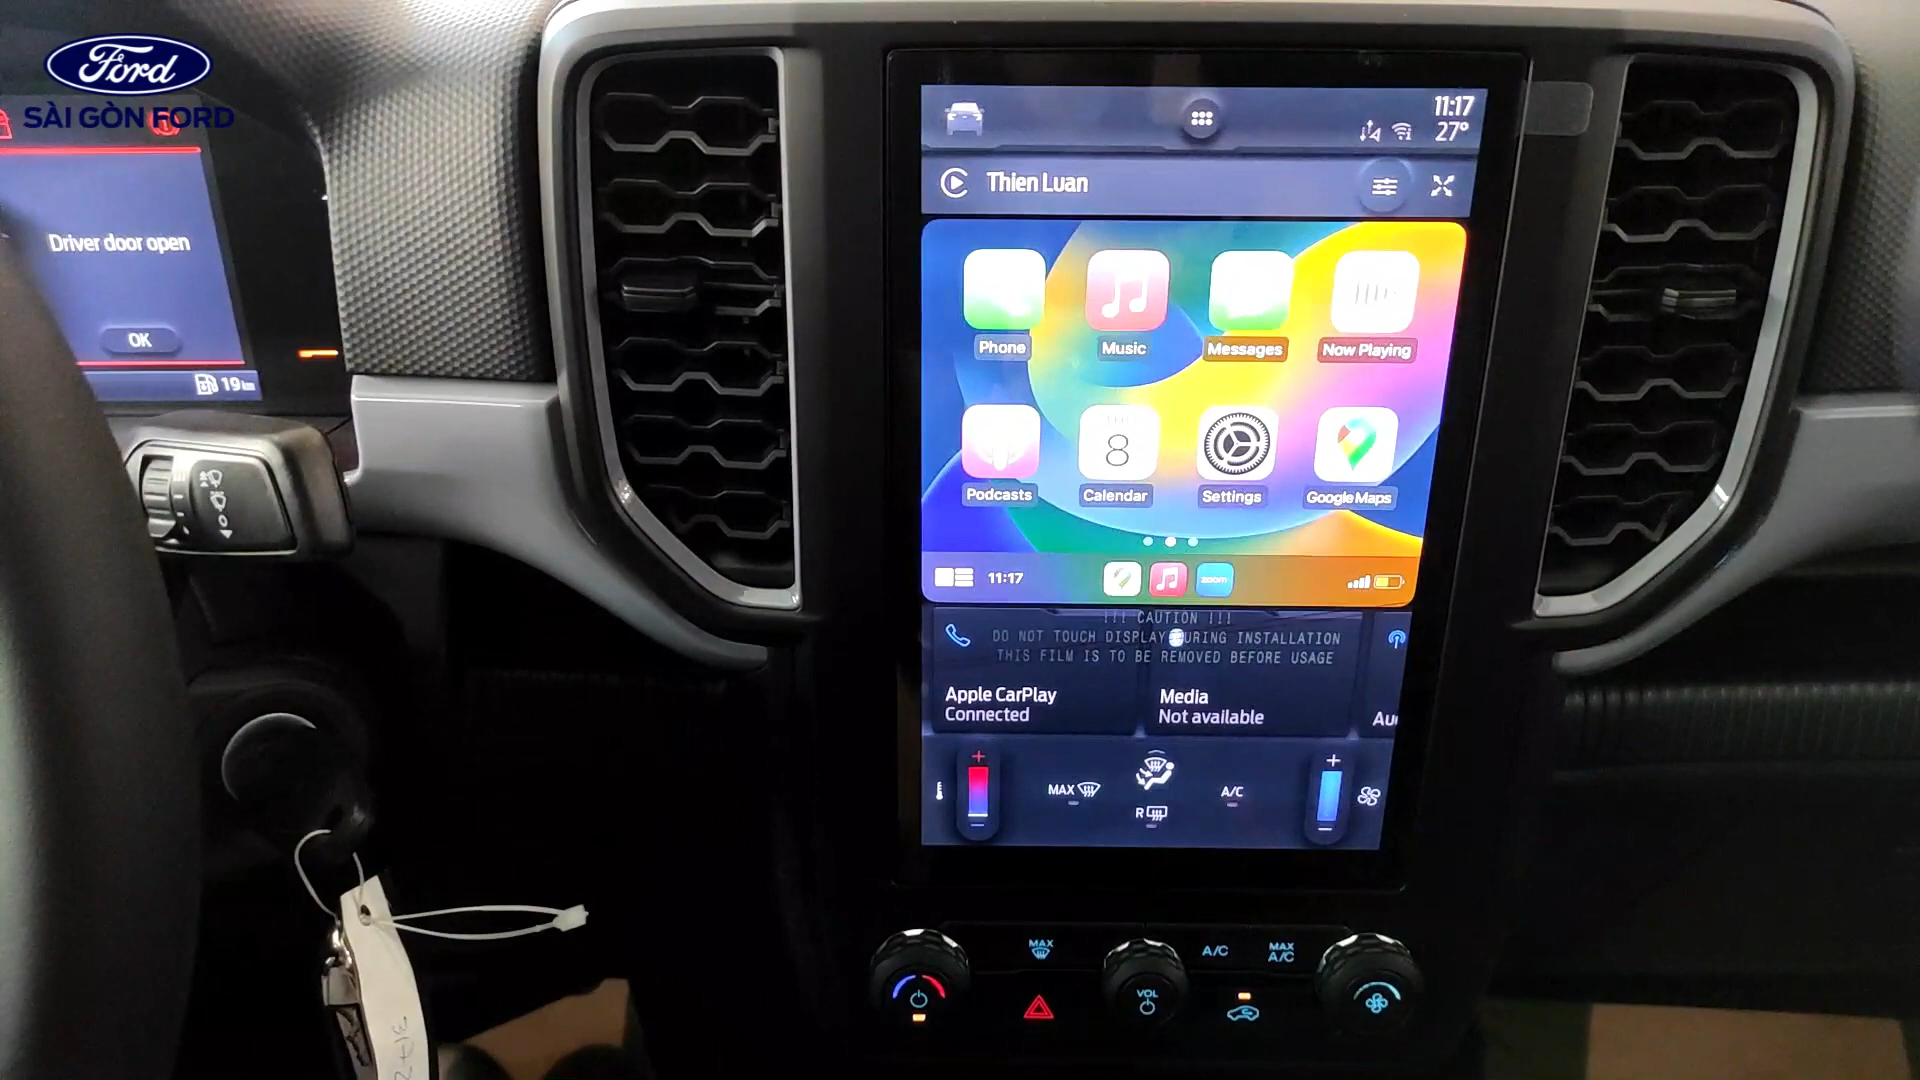 Ford
SÀI GÒN FORD
Driver door open
OK
19 km
11:17
27°
Thien Luan
Phone
Music
Messages
Now Playing
8
Podcasts
Calendar
Settings
Google Maps
11:17
zoom
!!! CAUTION !!!
DO NOT TOUCH DISPLAY DURING INSTALLATION
THIS FILM IS TO BE REMOVED BEFORE USAGE
Apple CarPlay
Connected
Media
Not available
MAX
R
A/C
MAX
VOL
A/C
MAX
A/C